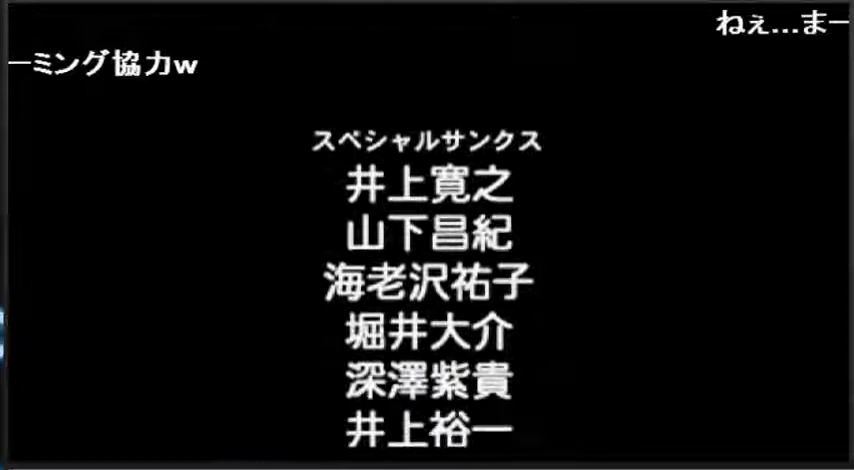 ねぇ…まー
ーミング協力w
スペシャルサンクス
井上寛之
山下昌紀
海老沢祐子
堀井大介
深澤紫貴
井上裕一